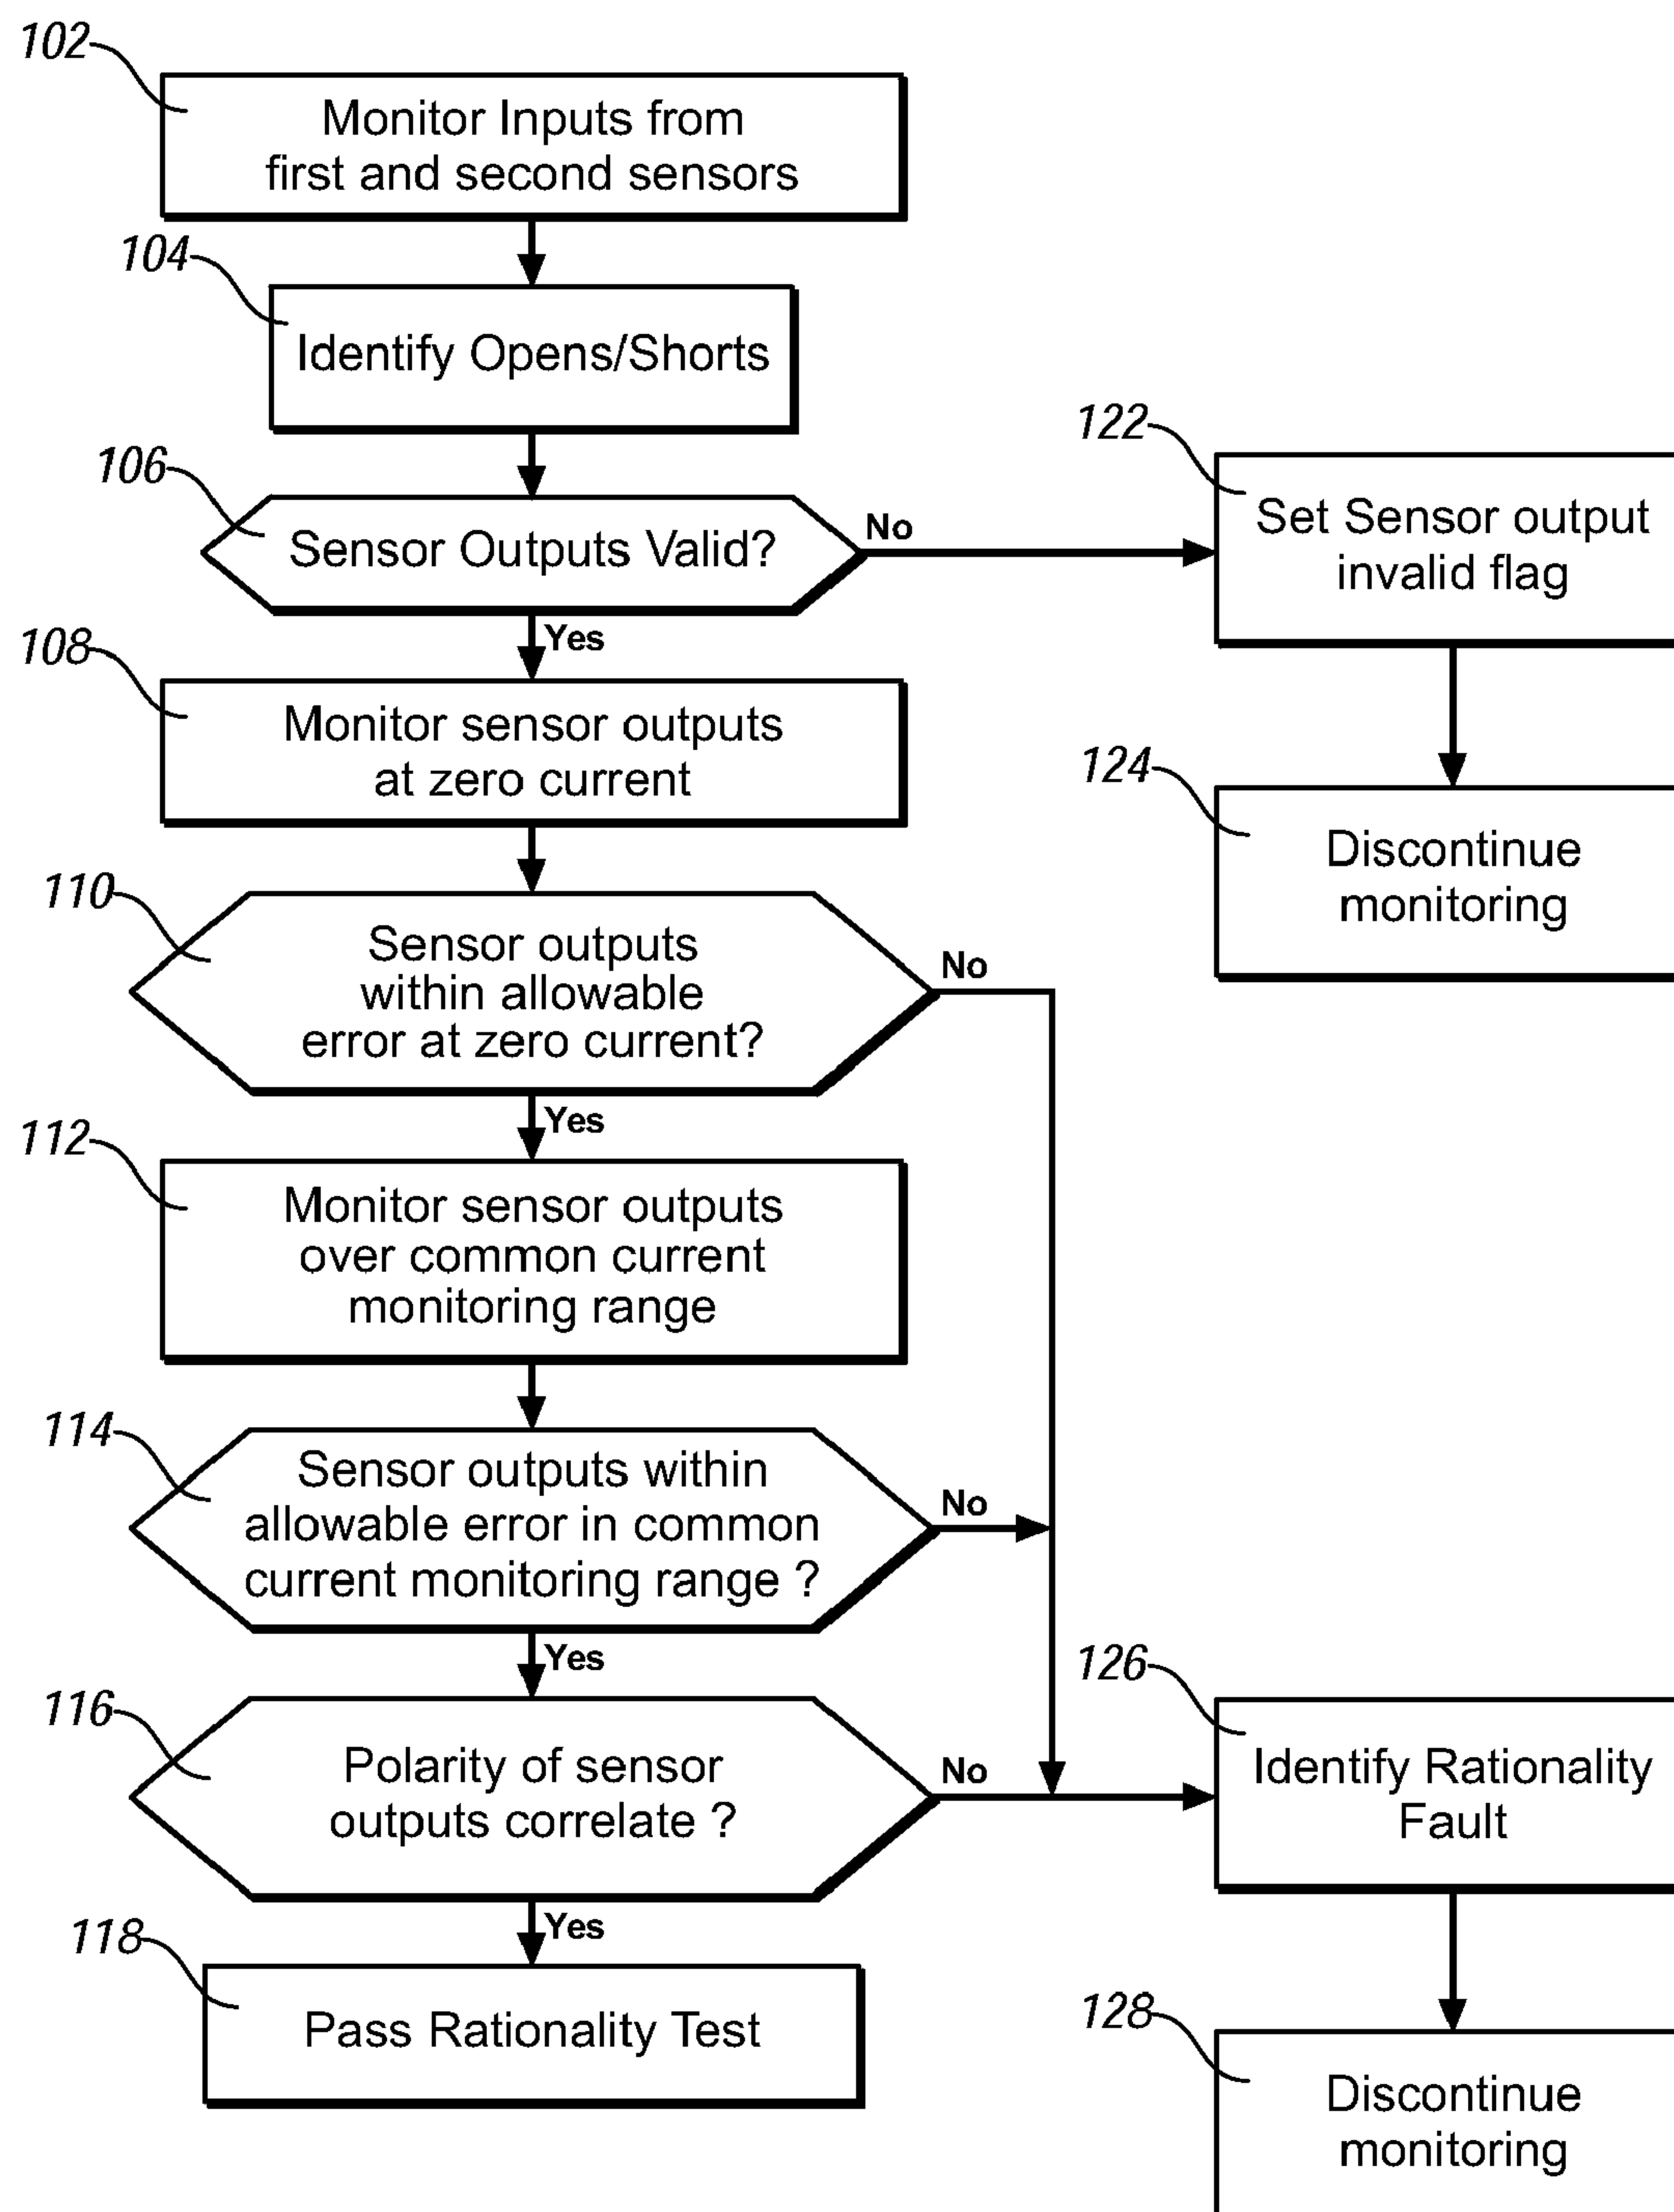 102
Monitor Inputs from
first and second sensors
104
Identify Opens/Shorts
106
Sensor Outputs Valid?
No
Yes
122
Set Sensor output
invalid flag
124
Discontinue
monitoring
108
Monitor sensor outputs
at zero current
110
Sensor outputs
within allowable
error at zero current?
No
Yes
112
Monitor sensor outputs
over common current
monitoring range
114
Sensor outputs within
allowable error in common
current monitoring range ?
No
Yes
116
Polarity of sensor
outputs correlate ?
No
Yes
126
Identify Rationality
Fault
118
Pass Rationality Test
128
Discontinue
monitoring